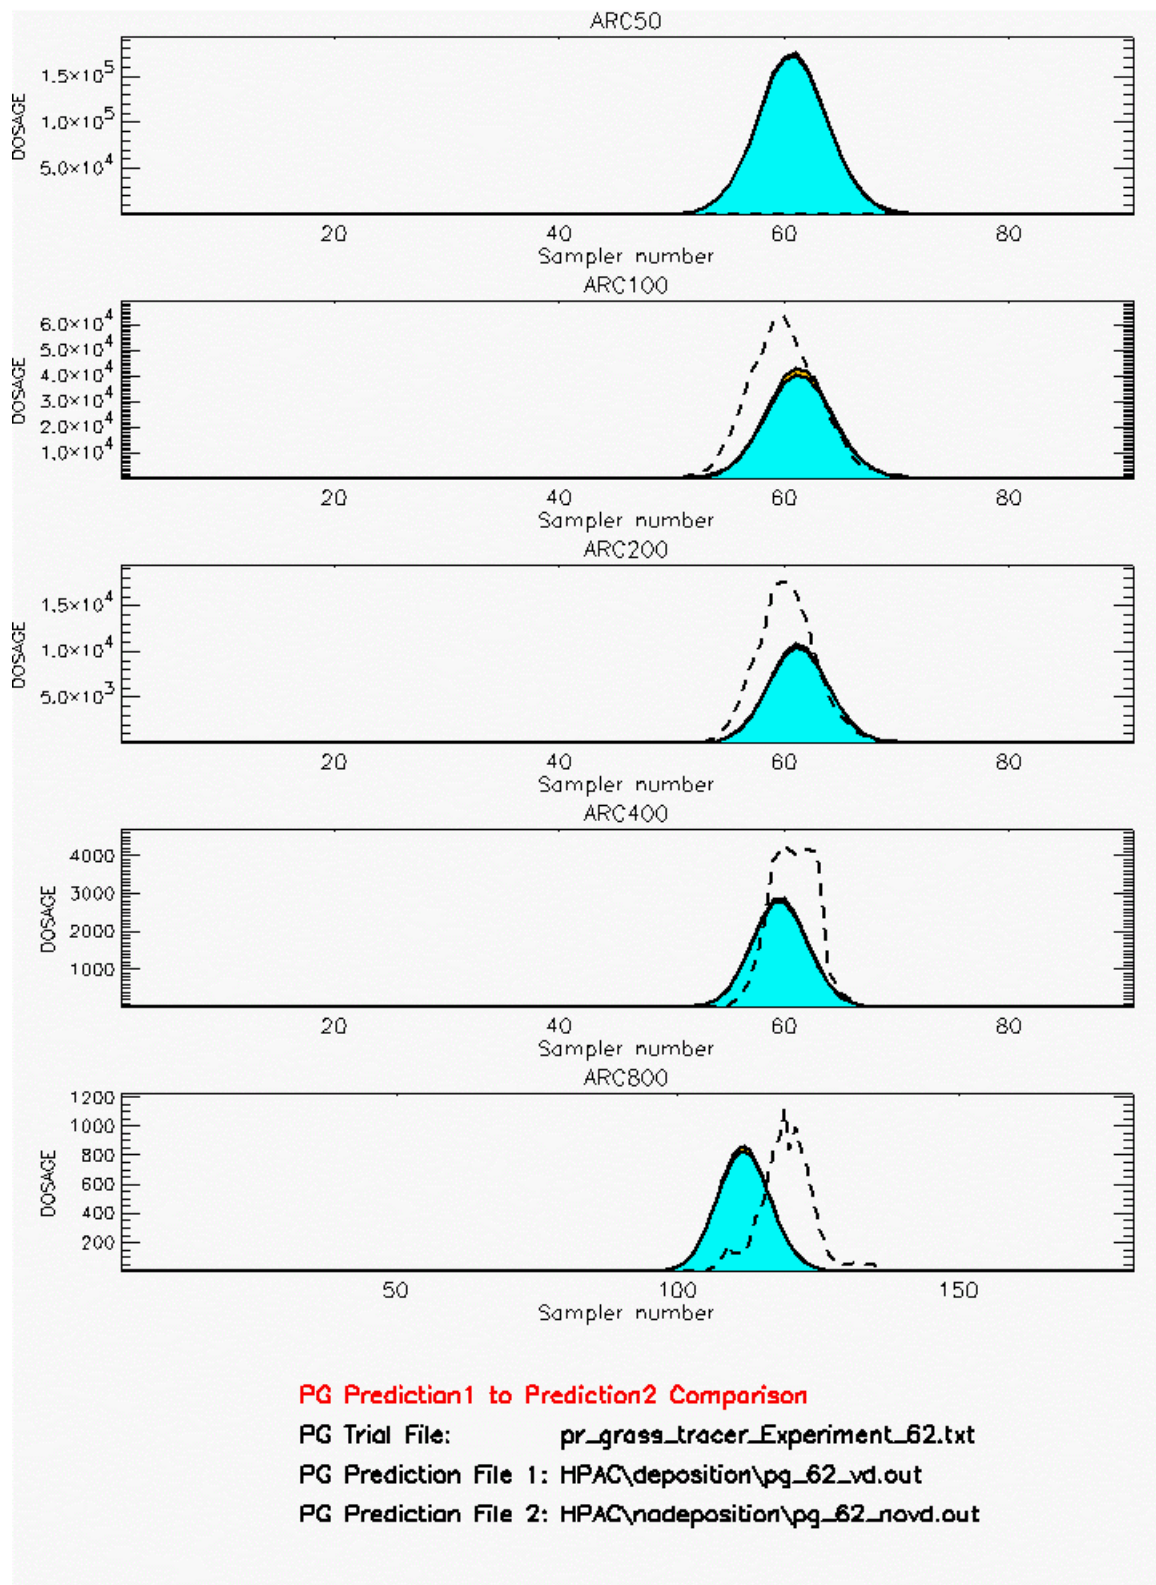 ARC50
DOSAGE
1.5×10^5
1.0×10^5
5.0×10^4
20 40 60 80
Sampler number
ARC100
DOSAGE
6.0×10^4
5.0×10^4
4.0×10^4
3.0×10^4
2.0×10^4
1.0×10^4
20 40 60 80
Sampler number
ARC200
DOSAGE
1.5×10^4
1.0×10^4
5.0×10^3
20 40 60 80
Sampler number
ARC400
DOSAGE
4000
3000
2000
1000
20 40 60 80
Sampler number
ARC800
DOSAGE
1200
1000
800
600
400
200
50 100 150
Sampler number
PG Prediction1 to Prediction2 Comparison
PG Trial File: pr_grass_tracer_Experiment_62.txt
PG Prediction File 1: HPAC\deposition\pg_62_vd.out
PG Prediction File 2: HPAC\nodeposition\pg_62_novd.out